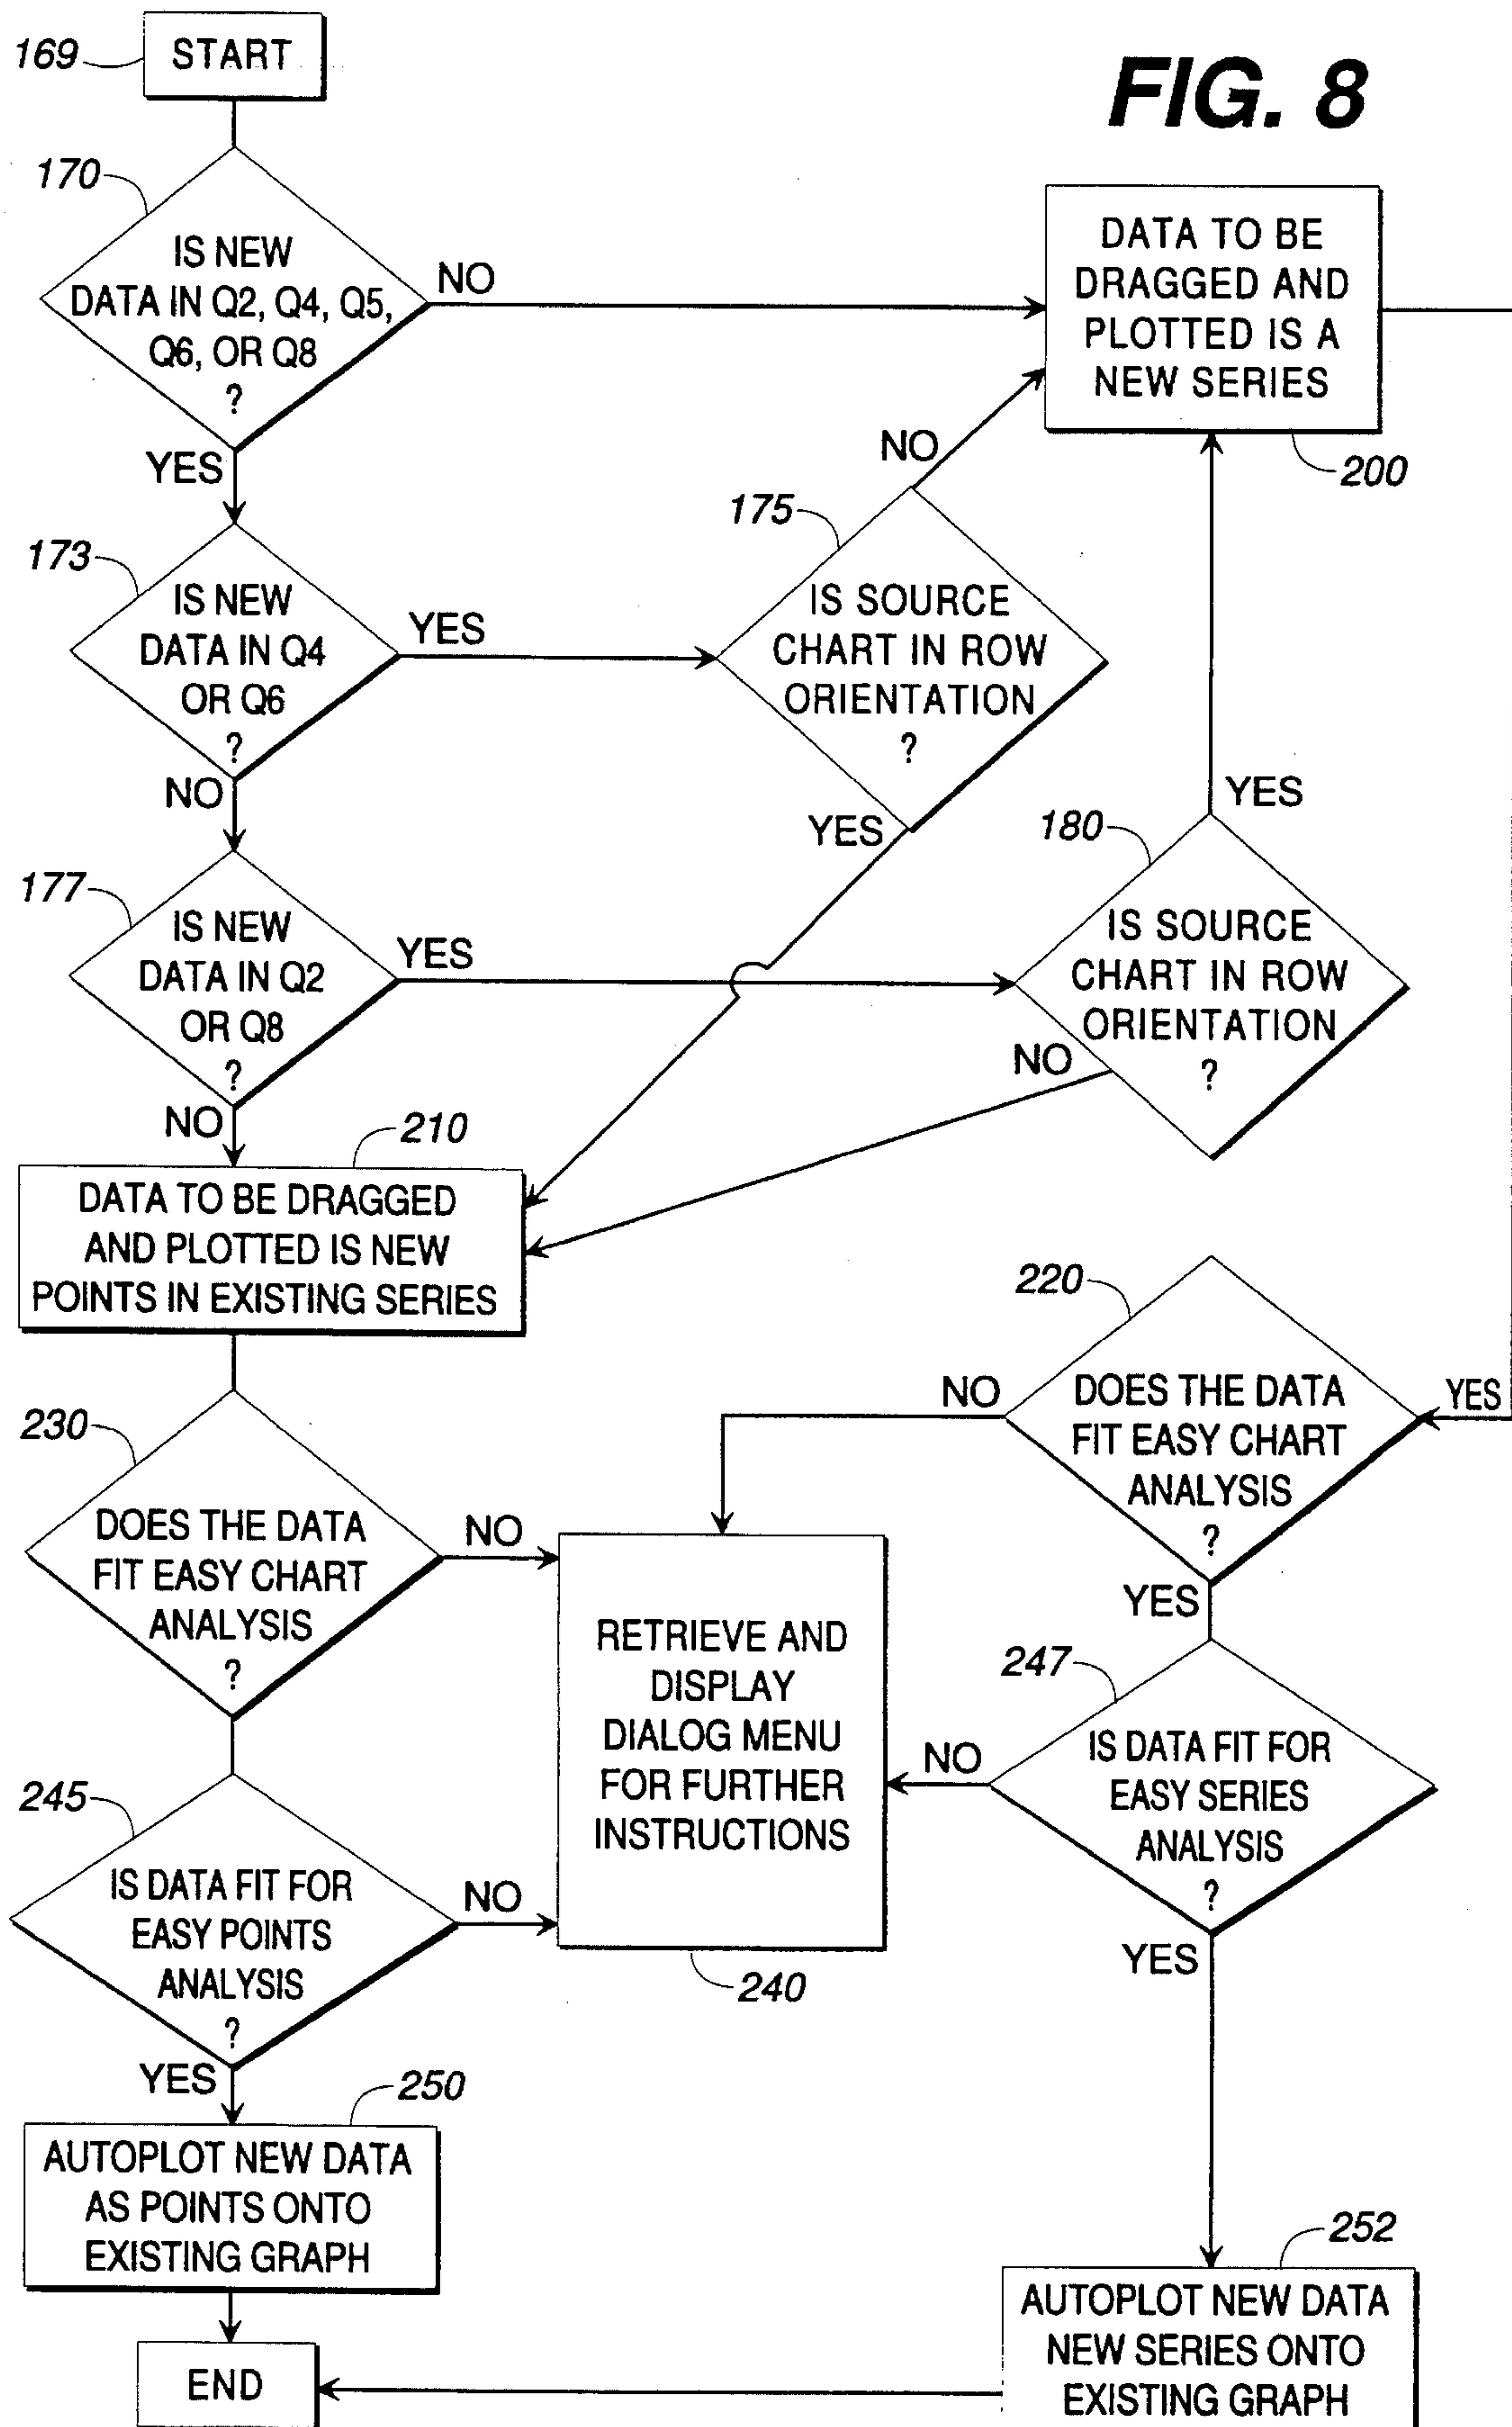 FIG. 8
169
START
170
IS NEW
DATA IN Q2, Q4, Q5,
Q6, OR Q8
?
NO
YES
DATA TO BE
DRAGGED AND
PLOTTED IS A
NEW SERIES
200
173
IS NEW
DATA IN Q4
OR Q6
?
YES
NO
175
IS SOURCE
CHART IN ROW
ORIENTATION
?
NO
YES
177
IS NEW
DATA IN Q2
OR Q8
?
YES
NO
180
IS SOURCE
CHART IN ROW
ORIENTATION
?
YES
NO
210
DATA TO BE DRAGGED
AND PLOTTED IS NEW
POINTS IN EXISTING SERIES
220
DOES THE DATA
FIT EASY CHART
ANALYSIS
?
NO
YES
YES
230
DOES THE DATA
FIT EASY CHART
ANALYSIS
?
NO
RETRIEVE AND
DISPLAY
DIALOG MENU
FOR FURTHER
INSTRUCTIONS
240
247
IS DATA FIT FOR
EASY SERIES
ANALYSIS
?
NO
YES
245
IS DATA FIT FOR
EASY POINTS
ANALYSIS
?
NO
YES
250
AUTOPLOT NEW DATA
AS POINTS ONTO
EXISTING GRAPH
252
AUTOPLOT NEW DATA
NEW SERIES ONTO
EXISTING GRAPH
END